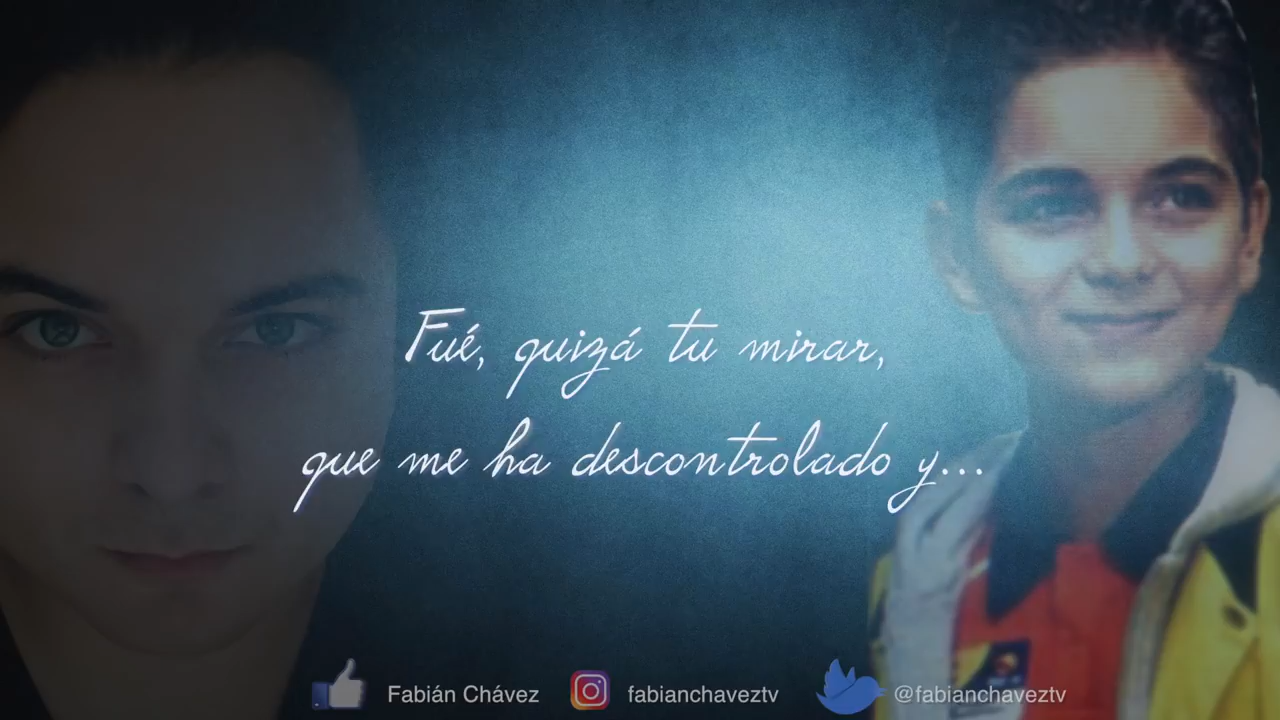 Fué, quizá tu mirar,
que me ha descontrolado y...
Fabián Chávez fabianchaveztv @fabianchaveztv